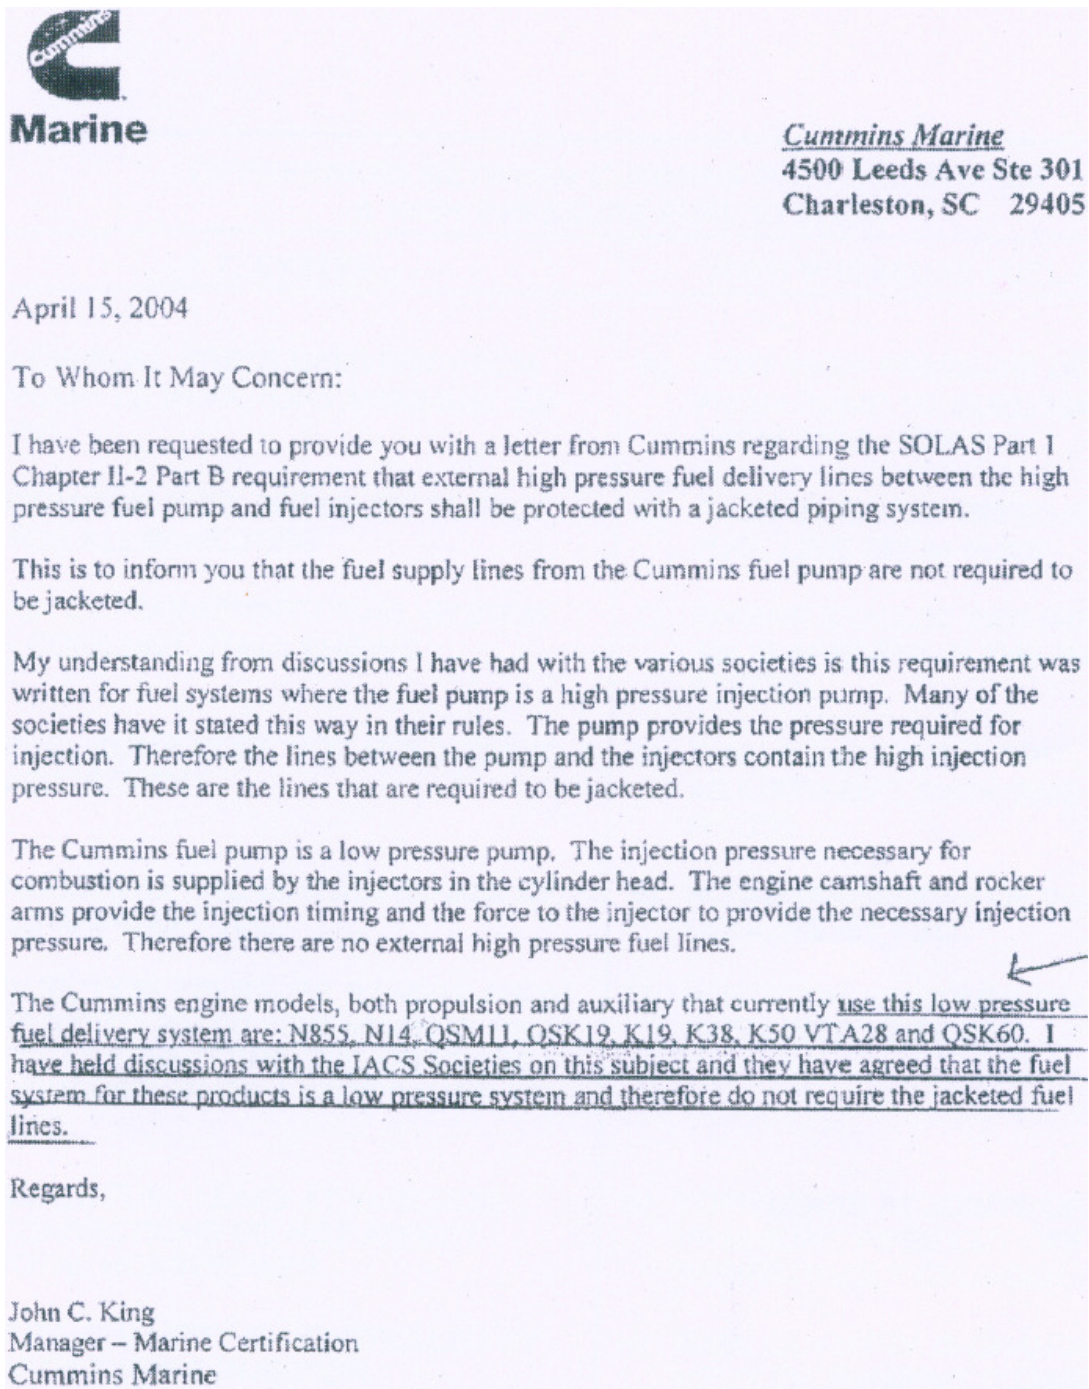 Cummins
Marine
Cummins Marine
4500 Leeds Ave Ste 301
Charleston, SC 29405
April 15, 2004
To Whom It May Concern:
I have been requested to provide you with a letter from Cummins regarding the SOLAS Part 1
Chapter II-2 Part B requirement that external high pressure fuel delivery lines between the high
pressure fuel pump and fuel injectors shall be protected with a jacketed piping system.
This is to inform you that the fuel supply lines from the Cummins fuel pump are not required to
be jacketed.
My understanding from discussions I have had with the various societies is this requirement was
written for fuel systems where the fuel pump is a high pressure injection pump. Many of the
societies have it stated this way in their rules. The pump provides the pressure required for
injection. Therefore the lines between the pump and the injectors contain the high injection
pressure. These are the lines that are required to be jacketed.
The Cummins fuel pump is a low pressure pump. The injection pressure necessary for
combustion is supplied by the injectors in the cylinder head. The engine camshaft and rocker
arms provide the injection timing and the force to the injector to provide the necessary injection
pressure. Therefore there are no external high pressure fuel lines.
The Cummins engine models, both propulsion and auxiliary that currently use this low pressure
fuel delivery system are: N855, N14, QSM11, QSK19, K19, K38, K50 VTA28 and QSK60. I
have held discussions with the IACS Societies on this subject and they have agreed that the fuel
system for these products is a low pressure system and therefore do not require the jacketed fuel
lines.
Regards,
John C. King
Manager – Marine Certification
Cummins Marine